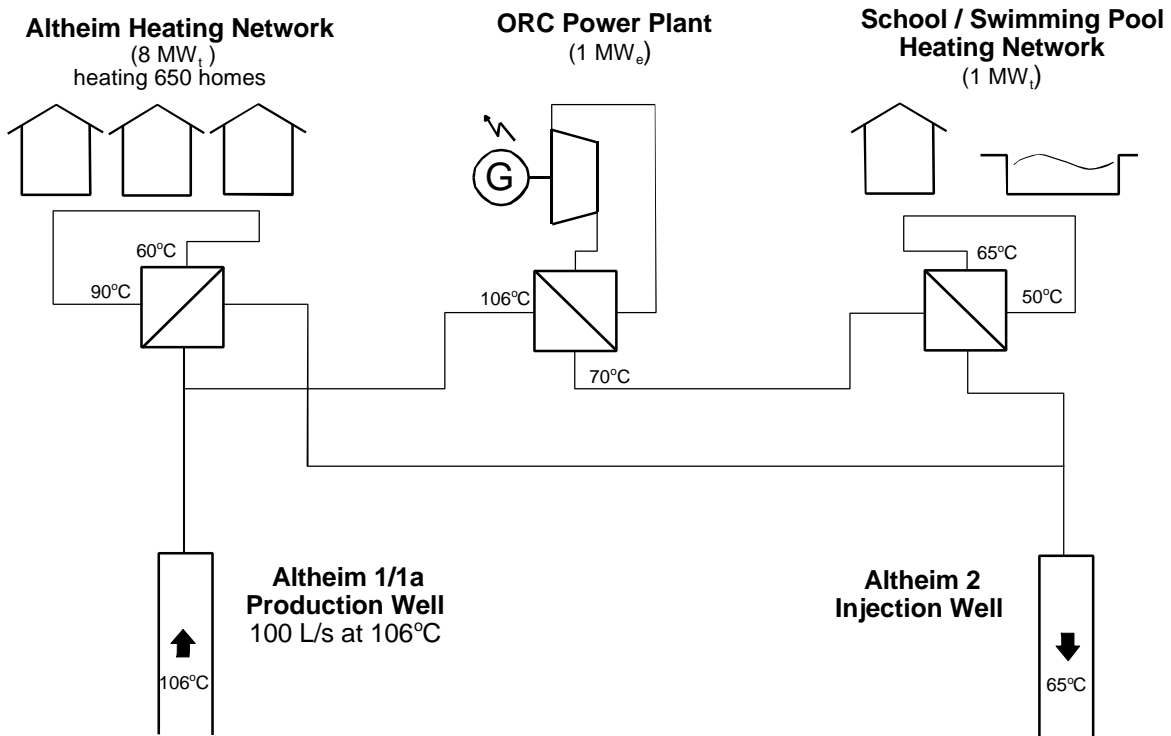 Altheim Heating Network
(8 MWₜ)
heating 650 homes
ORC Power Plant
(1 MWₑ)
School / Swimming Pool
Heating Network
(1 MWₜ)
G
60°C
90°C
106°C
70°C
65°C
50°C
Altheim 1/1a
Production Well
100 L/s at 106°C
106°C
Altheim 2
Injection Well
65°C